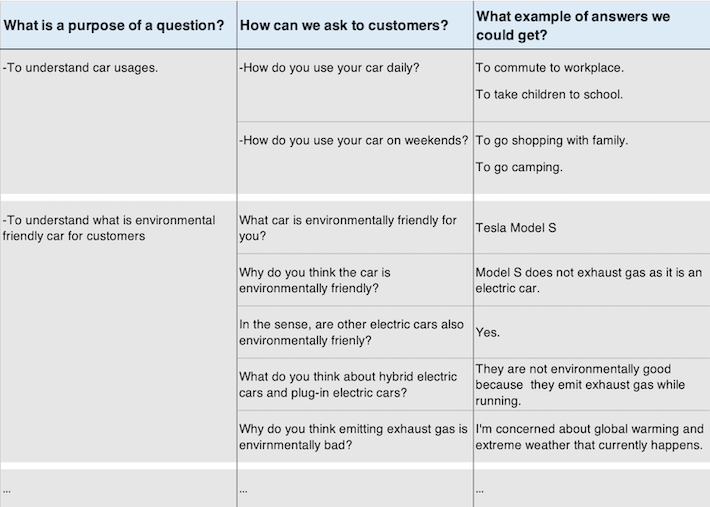 What is a purpose of a question?
How can we ask to customers?
What example of answers we
could get?
-To understand car usages.
-How do you use your car daily?
To commute to workplace.
To take children to school.
-How do you use your car on weekends?
To go shopping with family.
To go camping.
-To understand what is environmental
friendly car for customers
What car is environmentally friendly for
you?
Tesla Model S
Why do you think the car is
environmentally friendly?
Model S does not exhaust gas as it is an
electric car.
In the sense, are other electric cars also
environmentally frienly?
Yes.
What do you think about hybrid electric
cars and plug-in electric cars?
They are not environmentally good
because  they emit exhaust gas while
running.
Why do you think emitting exhaust gas is
envirnmentally bad?
I'm concerned about global warming and
extreme weather that currently happens.
...
...
...